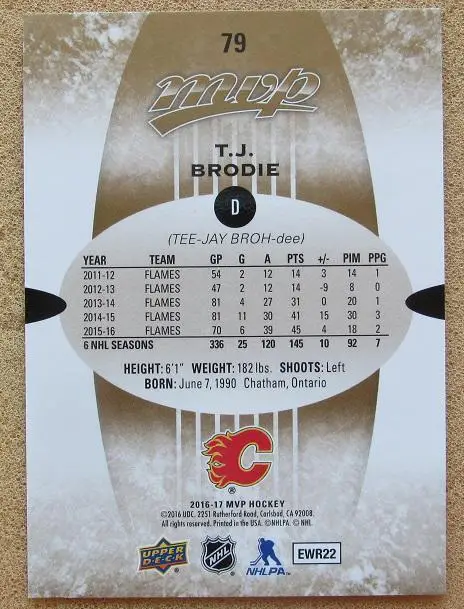 79
mvp
T.J.
BRODIE
D
(TEE-JAY BROH-dee)
YEAR TEAM GP G A PTS +/- PIM PPG
2011-12 FLAMES 54 2 12 14 3 14 1
2012-13 FLAMES 47 2 12 14 -9 8 0
2013-14 FLAMES 81 4 27 31 0 20 1
2014-15 FLAMES 81 11 30 41 15 30 3
2015-16 FLAMES 70 6 39 45 4 18 2
6 NHL SEASONS 336 25 120 145 10 92 7
HEIGHT: 6'1" WEIGHT: 182 lbs. SHOOTS: Left
BORN: June 7, 1990 Chatham, Ontario
C
®
2016-17 MVP HOCKEY
©2016 UDC. 2251 Rutherford Road, Carlsbad, CA 92008.
All rights reserved. Printed in the USA. ©NHLPA. © NHL.
UPPER DECK NHL NHLPA EWR22